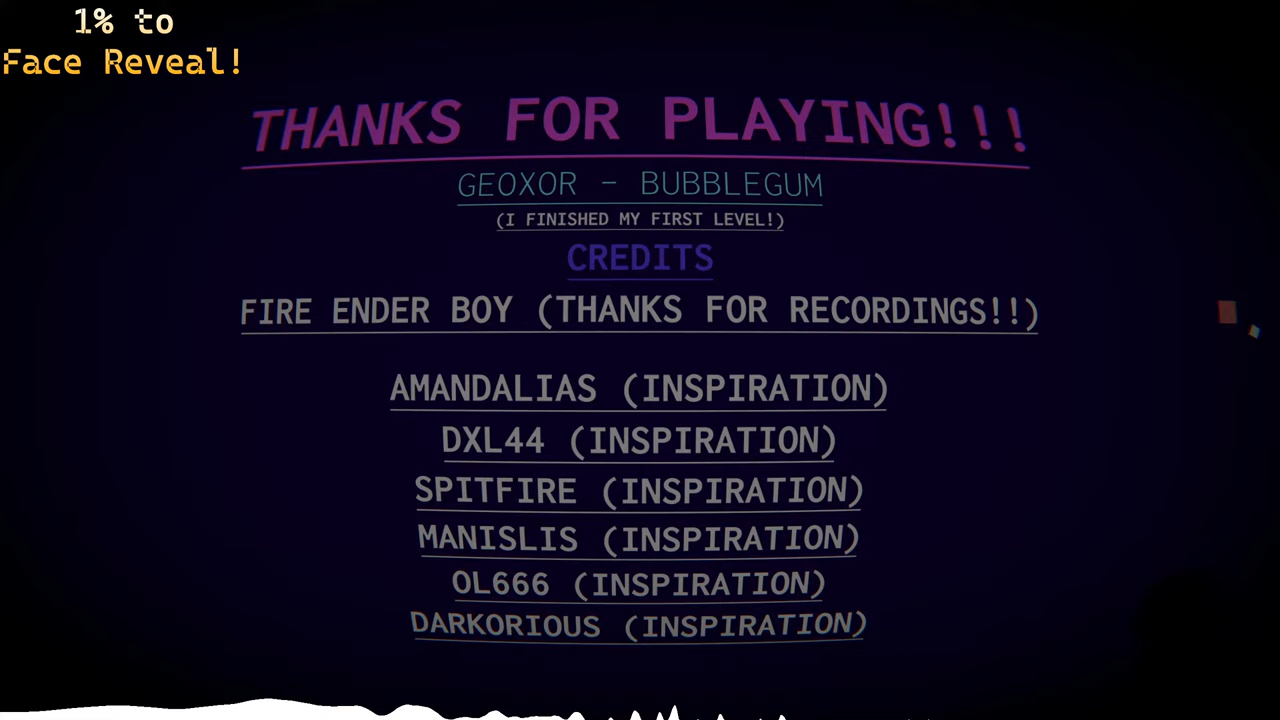 1% to
Face Reveal!
THANKS FOR PLAYING!!!
GEOXOR - BUBBLEGUM
(I FINISHED MY FIRST LEVEL!)
CREDITS
FIRE ENDER BOY (THANKS FOR RECORDINGS!!)
AMANDALIAS (INSPIRATION)
DXL44 (INSPIRATION)
SPITFIRE (INSPIRATION)
MANISLIS (INSPIRATION)
OL666 (INSPIRATION)
DARKORIOUS (INSPIRATION)